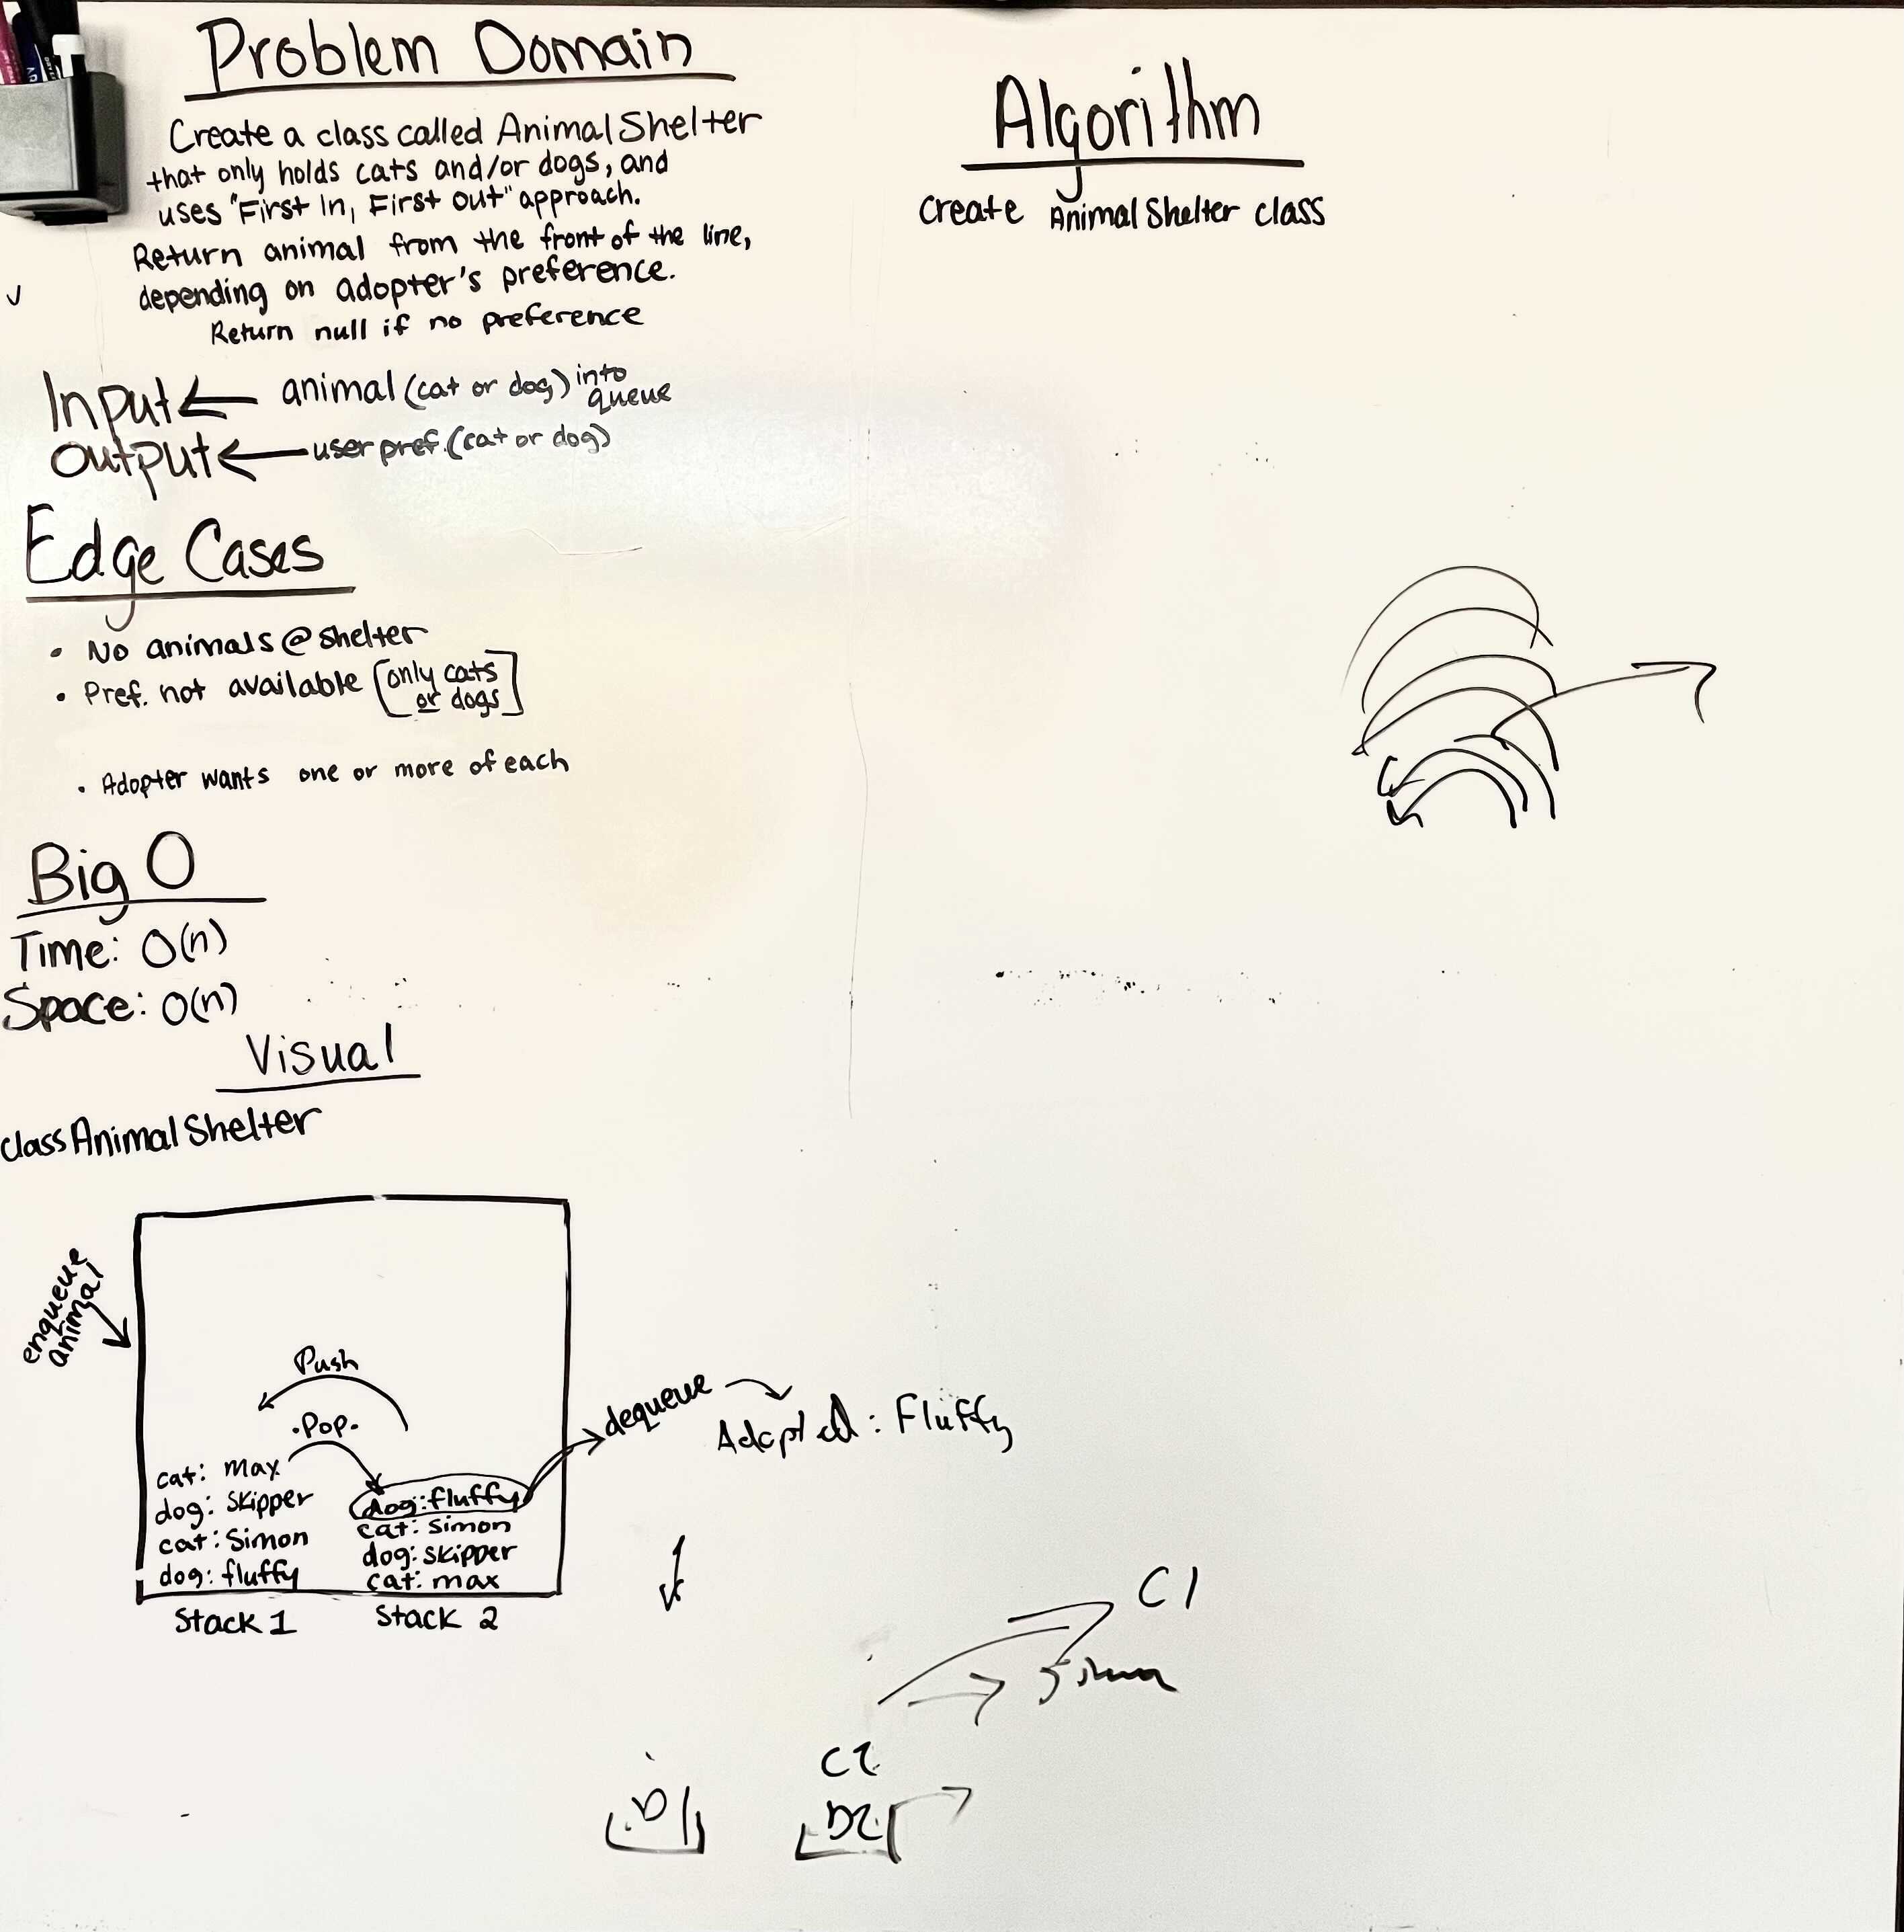 Problem Domain
Create a class called AnimalShelter
that only holds cats and/or dogs, and
uses "First In, First out" approach.
Return animal from the front of the line,
depending on adopter's preference.
Return null if no preference
Input ← animal (cat or dog) into queue
output ← user pref. (cat or dog)
Edge Cases
• No animals @ shelter
• Pref. not available [only cats
or dogs]
• Adopter wants one or more of each
Big O
Time: O(n)
Space: O(n)
Visual
class AnimalShelter
enqueue
animal
Push
.Pop.
cat: max
dog: skipper
cat: Simon
dog: fluffy
Stack 1
dog: fluffy
cat: simon
dog: skipper
cat: max
Stack 2
dequeue
Adopted: Fluffy
C1
C2
D2
Algorithm
create AnimalShelter class